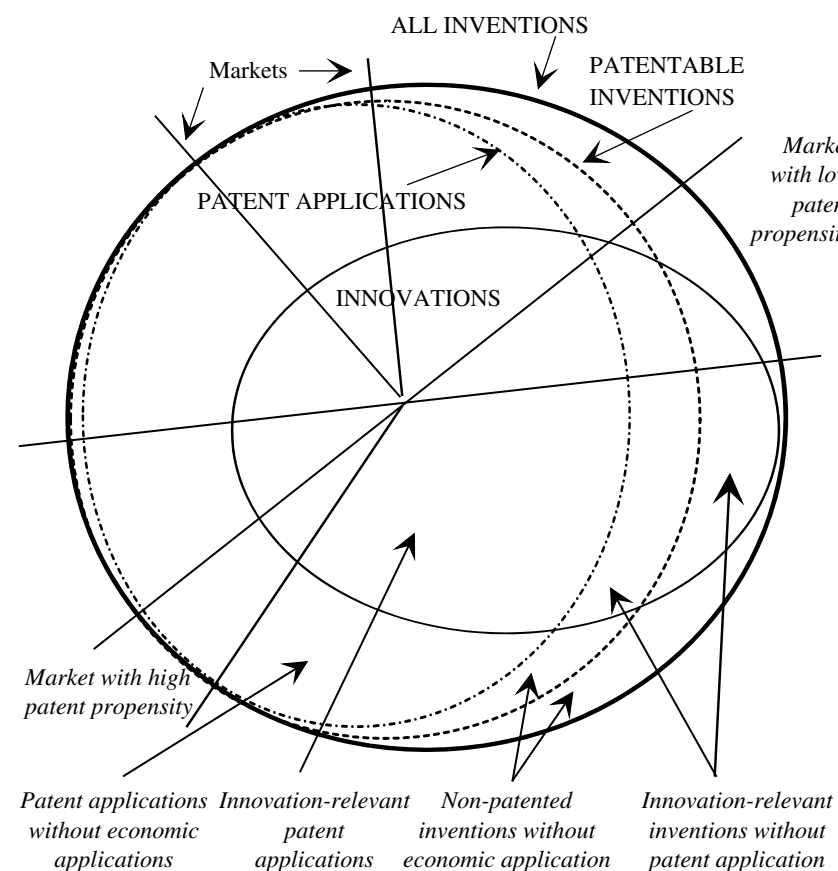 ALL INVENTIONS
Markets
PATENTABLE
INVENTIONS
with
PATENT APPLICATIONS
INNOVATIONS
Market with high
patent propensity
Patent applications
without economic
applications
Innovation-relevant
patent
applications
Non-patented
inventions without
economic application
Innovation-relevant
inventions without
patent application